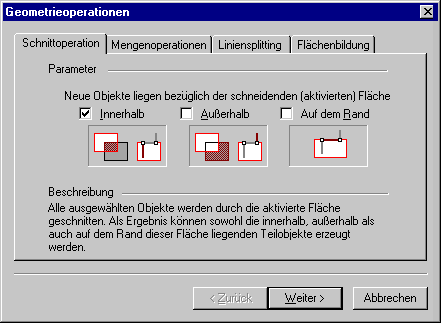 Geometrieoperationen
Schnittoperation Mengenoperationen Liniensplitting Flächenbildung
Parameter
Neue Objekte liegen bezüglich der schneidenden (aktivierten) Fläche
Innerhalb Außerhalb Auf dem Rand
Beschreibung
Alle ausgewählten Objekte werden durch die aktivierte Fläche
geschnitten. Als Ergebnis können sowohl die innerhalb, außerhalb als
auch auf dem Rand dieser Fläche liegenden Teilobjekte erzeugt
werden.
< Zurück Weiter > Abbrechen